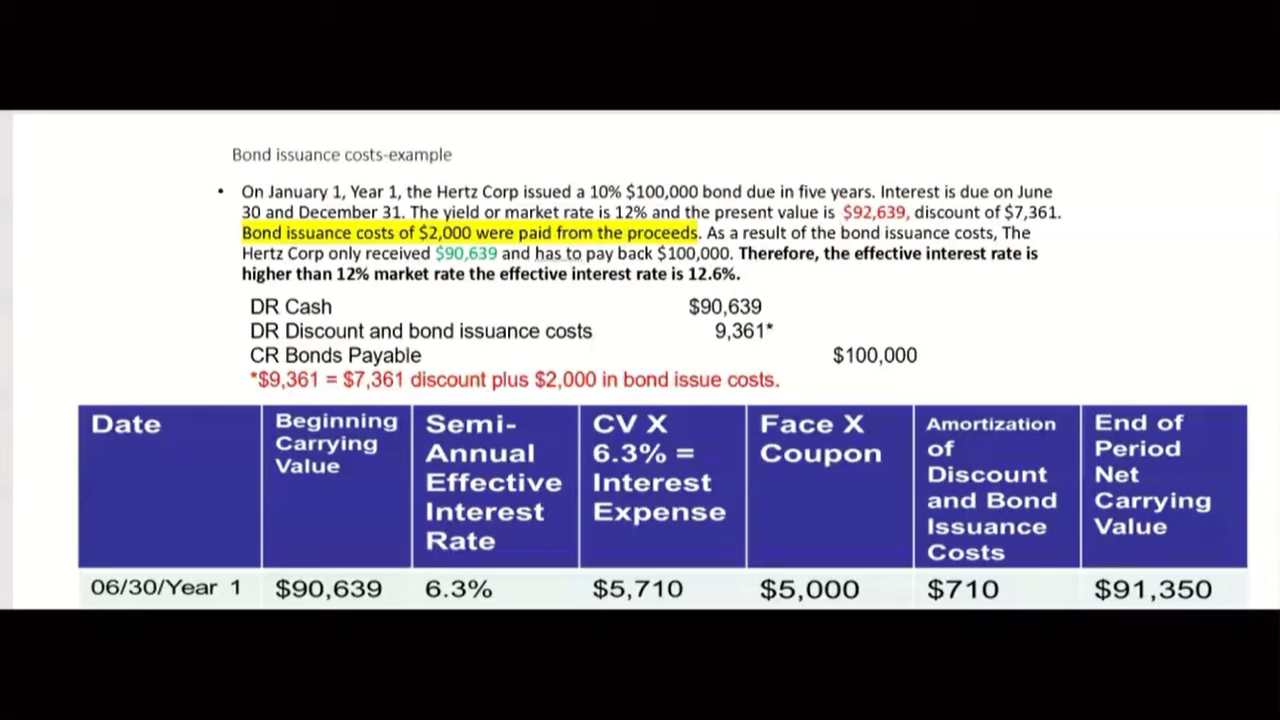 Bond issuance costs-example
• On January 1, Year 1, the Hertz Corp issued a 10% $100,000 bond due in five years. Interest is due on June
30 and December 31. The yield or market rate is 12% and the present value is $92,639, discount of $7,361.
Bond issuance costs of $2,000 were paid from the proceeds. As a result of the bond issuance costs, The
Hertz Corp only received $90,639 and has to pay back $100,000. Therefore, the effective interest rate is
higher than 12% market rate the effective interest rate is 12.6%.
DR Cash $90,639
DR Discount and bond issuance costs 9,361*
CR Bonds Payable $100,000
*$9,361 = $7,361 discount plus $2,000 in bond issue costs.
Date
Beginning
Carrying
Value
Semi-
Annual
Effective
Interest
Rate
CV X
6.3% =
Interest
Expense
Face X
Coupon
Amortization
of
Discount
and Bond
Issuance
Costs
End of
Period
Net
Carrying
Value
06/30/Year 1 $90,639 6.3% $5,710 $5,000 $710 $91,350